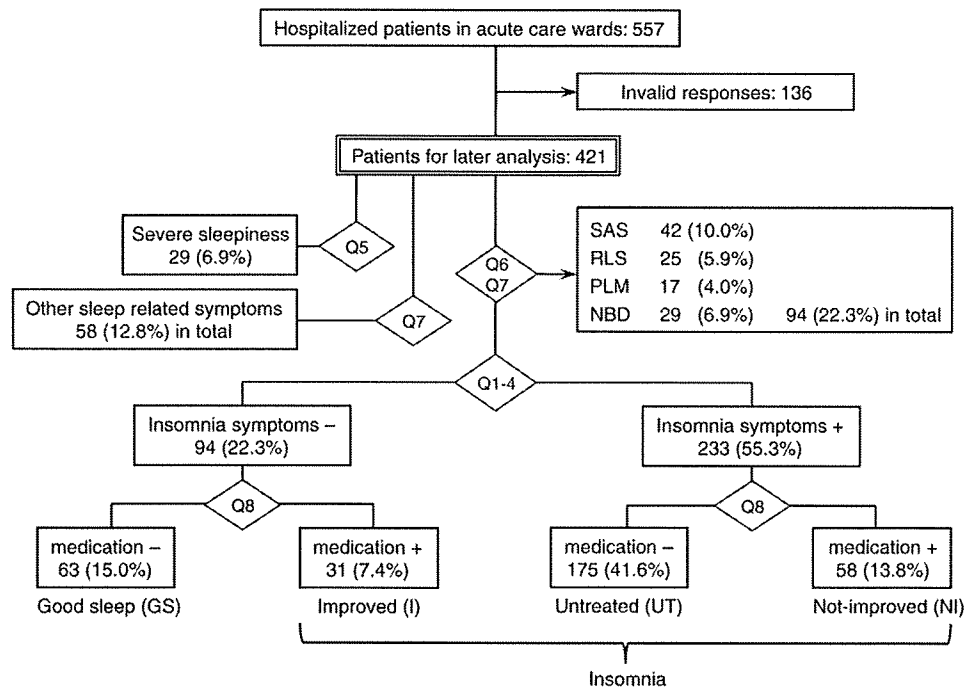 Hospitalized patients in acute care wards: 557
Invalid responses: 136
Patients for later analysis: 421
Severe sleepiness
29 (6.9%)
Q5
Other sleep related symptoms
58 (12.8%) in total
Q7
Q6
Q7
SAS 42 (10.0%)
RLS 25 (5.9%)
PLM 17 (4.0%)
NBD 29 (6.9%) 94 (22.3%) in total
Q1-4
Insomnia symptoms –
94 (22.3%)
Insomnia symptoms +
233 (55.3%)
Q8
Q8
medication –
63 (15.0%)
medication +
31 (7.4%)
medication –
175 (41.6%)
medication +
58 (13.8%)
Good sleep (GS)
Improved (I)
Untreated (UT)
Not-improved (NI)
Insomnia